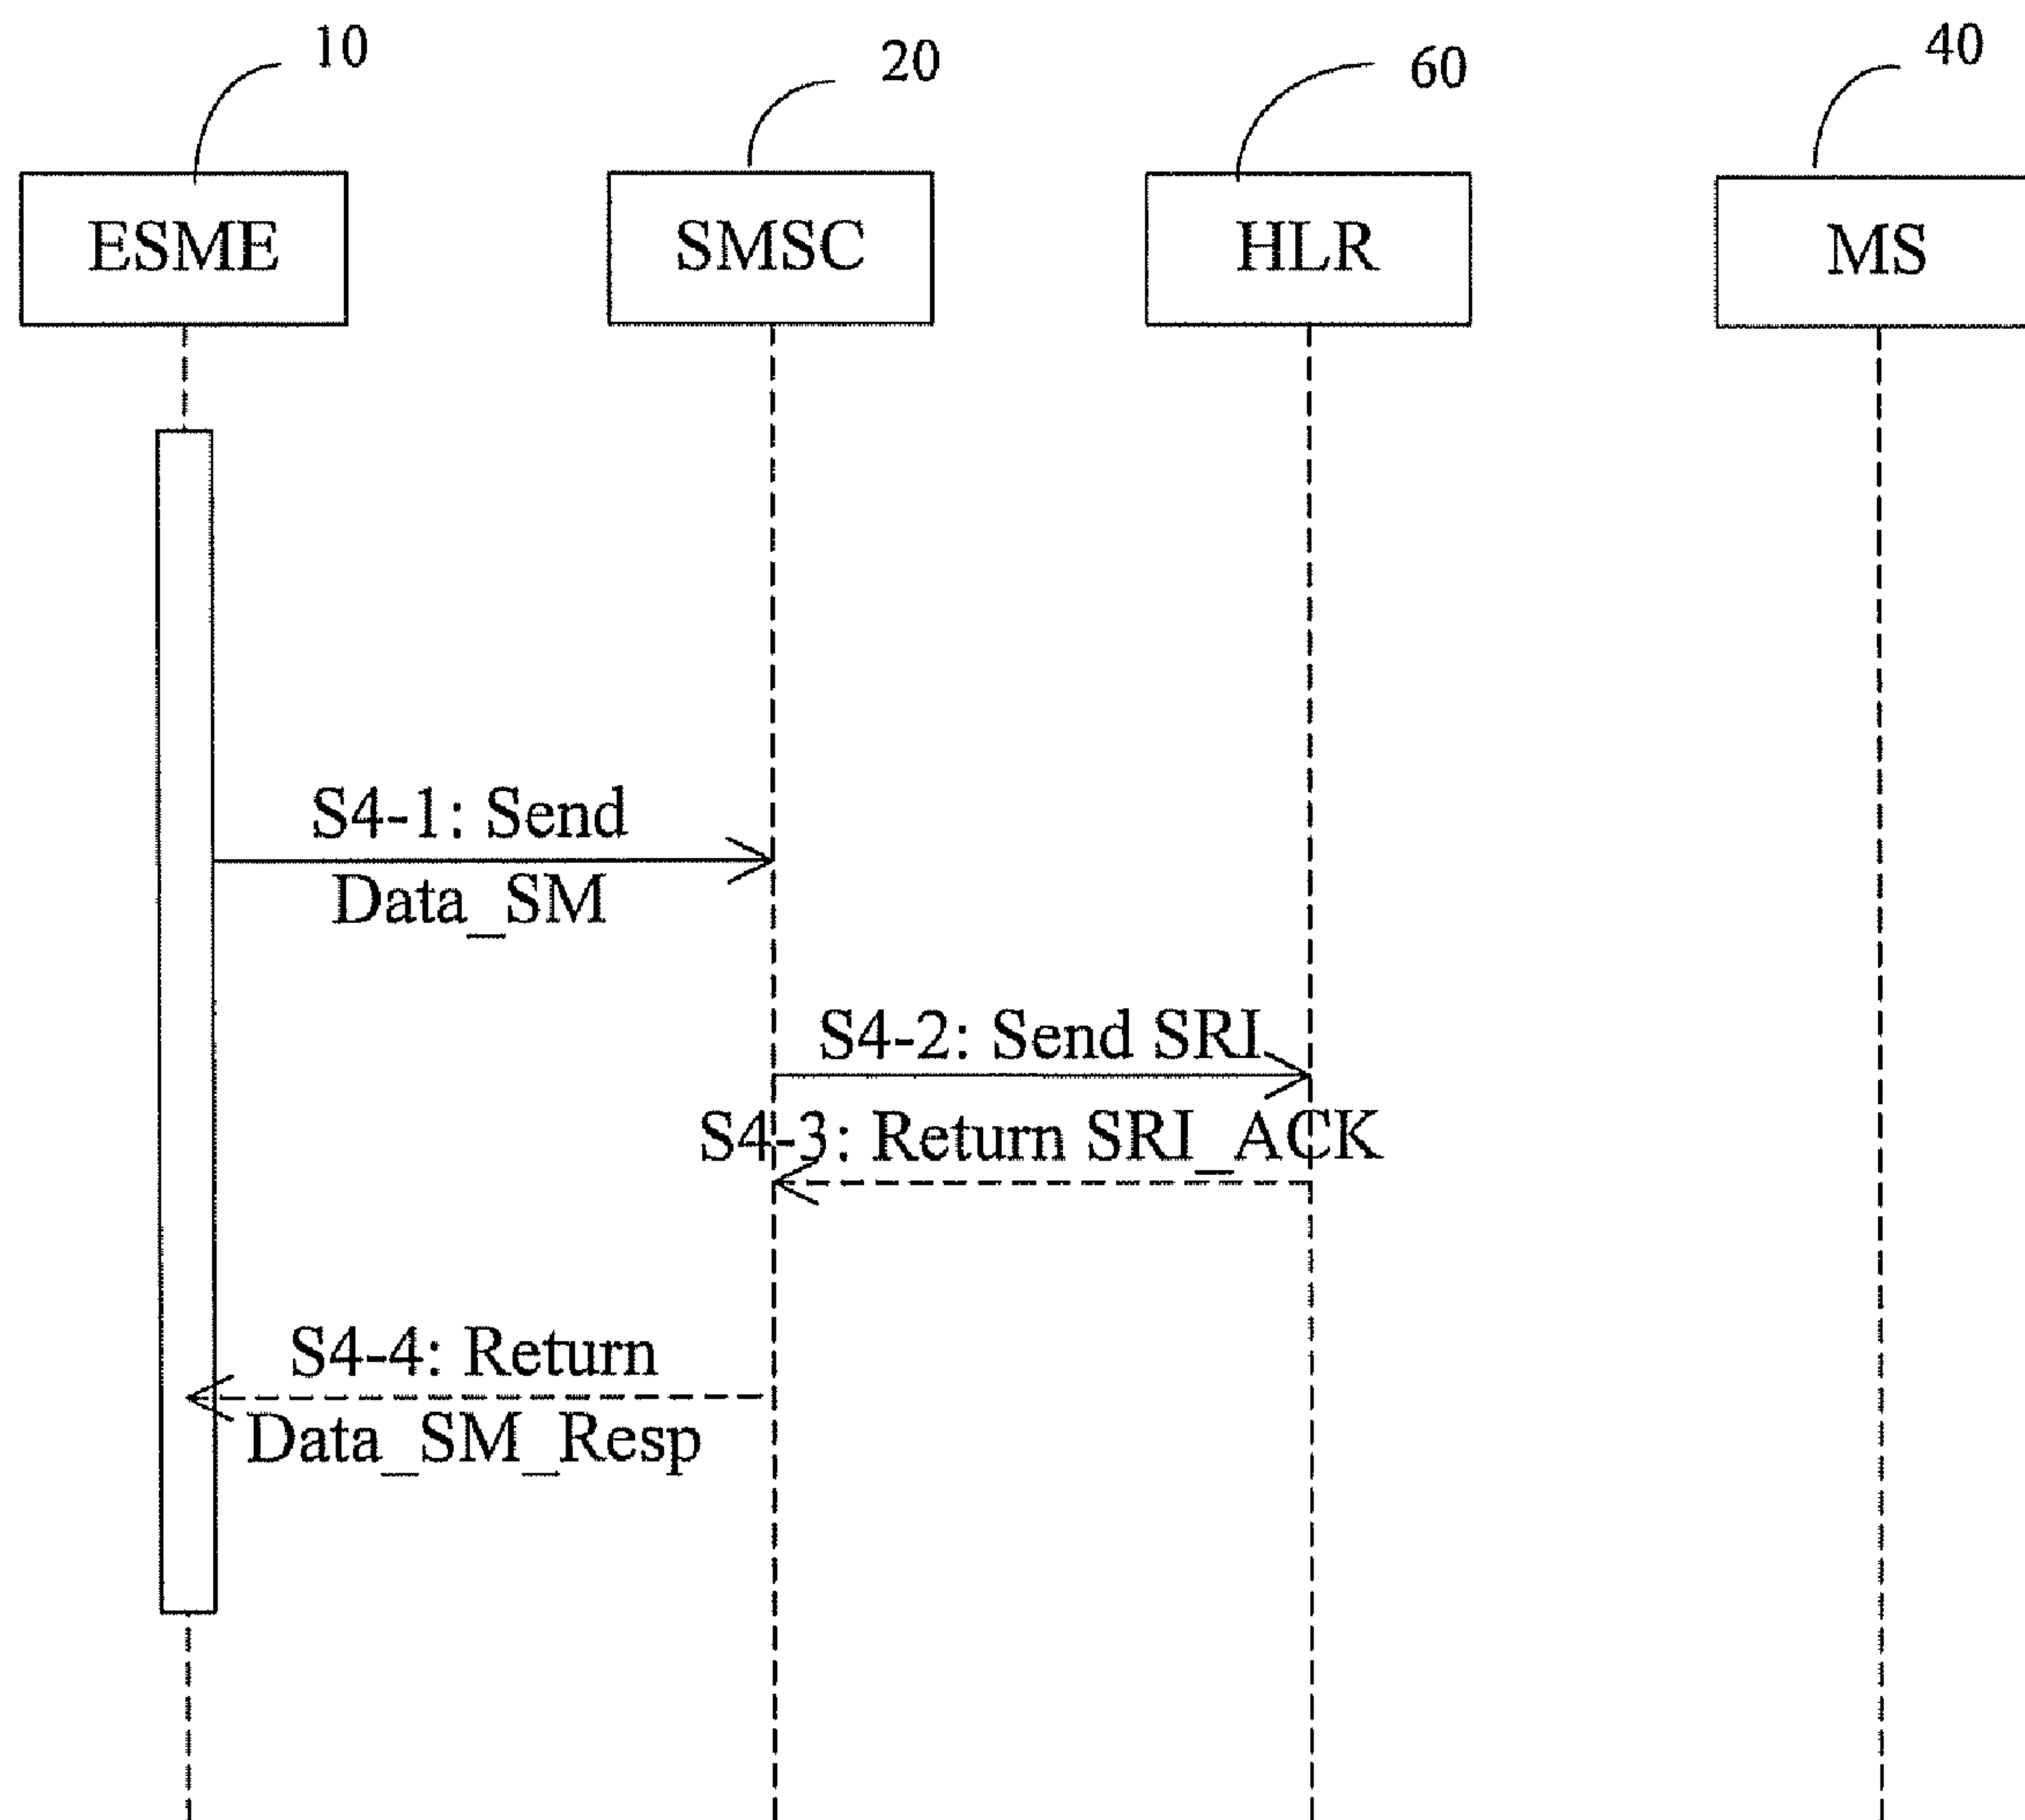 10
20
60
40
ESME
SMSC
HLR
MS
S4-1: Send
Data_SM
S4-2: Send SRI
S4-3: Return SRI_ACK
S4-4: Return
Data_SM_Resp